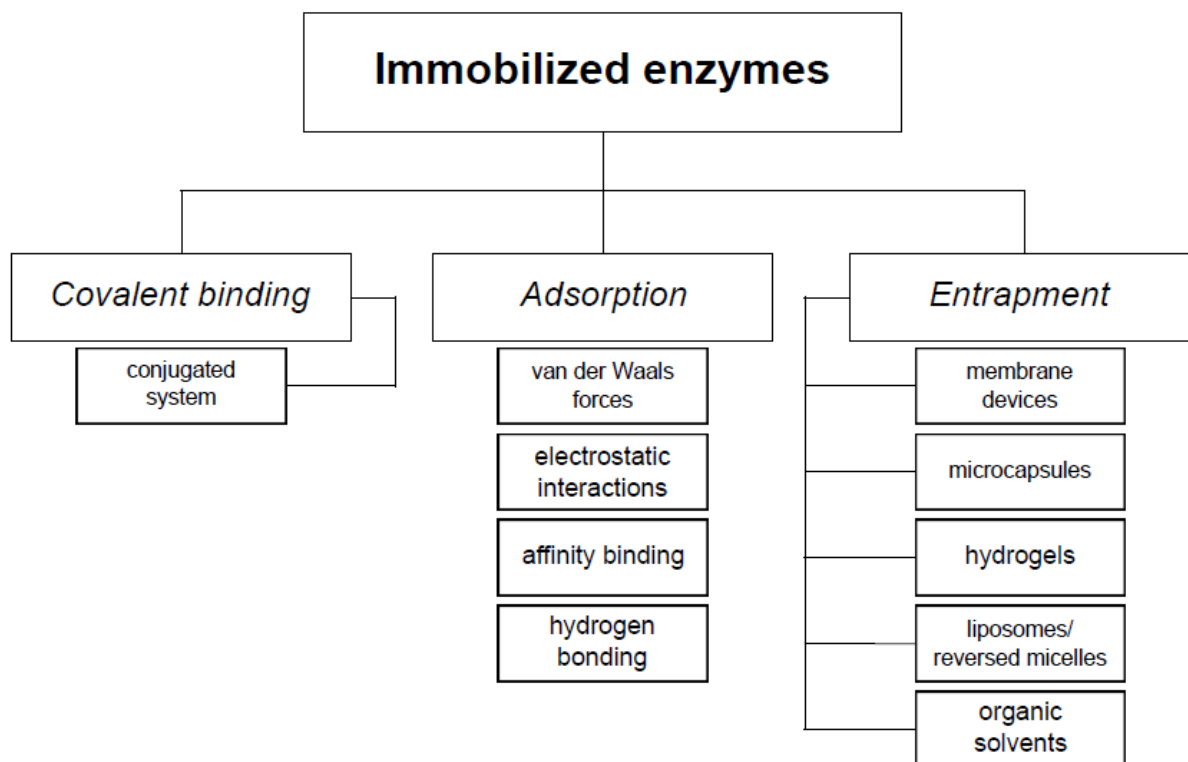 Immobilized enzymes
Covalent binding
conjugated
system
Adsorption
van der Waals
forces
electrostatic
interactions
affinity binding
hydrogen
bonding
Entrapment
membrane
devices
microcapsules
hydrogels
liposomes/
reversed micelles
organic
solvents